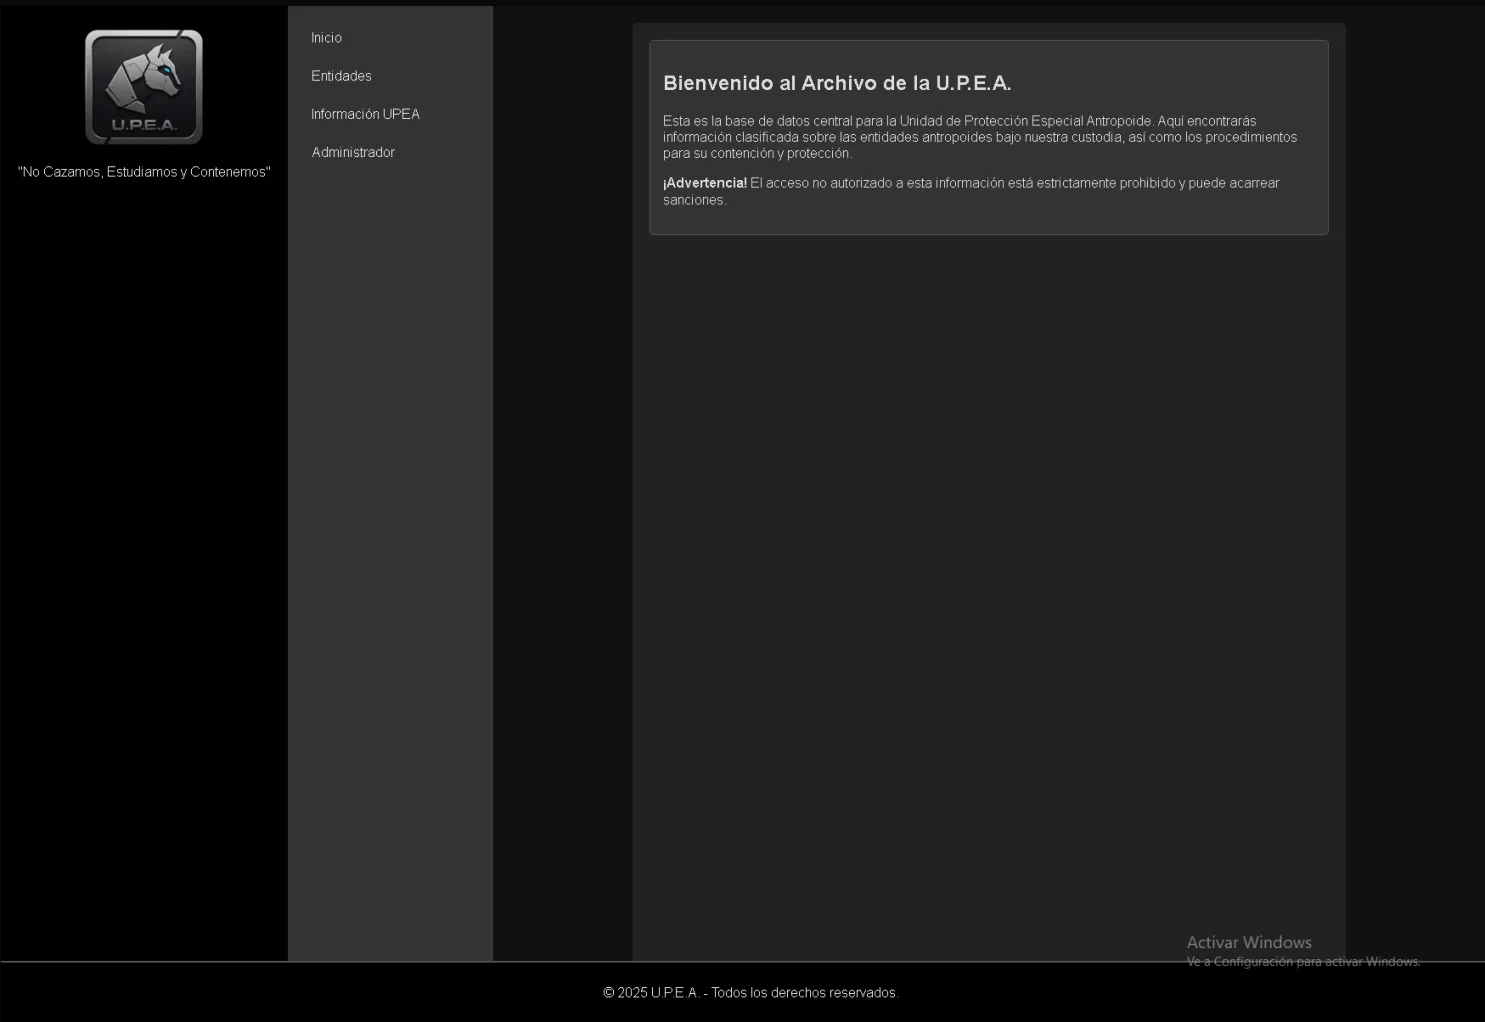 U.P.E.A.
"No Cazamos, Estudiamos y Contenemos"
Inicio
Entidades
Información UPEA
Administrador
Bienvenido al Archivo de la U.P.E.A.
Esta es la base de datos central para la Unidad de Protección Especial Antropoide. Aquí encontrarás
información clasificada sobre las entidades antropoides bajo nuestra custodia, así como los procedimientos
para su contención y protección.
¡Advertencia! El acceso no autorizado a esta información está estrictamente prohibido y puede acarrear
sanciones.
Activar Windows
Ve a Configuración para activar Windows.
© 2025 U.P.E.A. - Todos los derechos reservados.